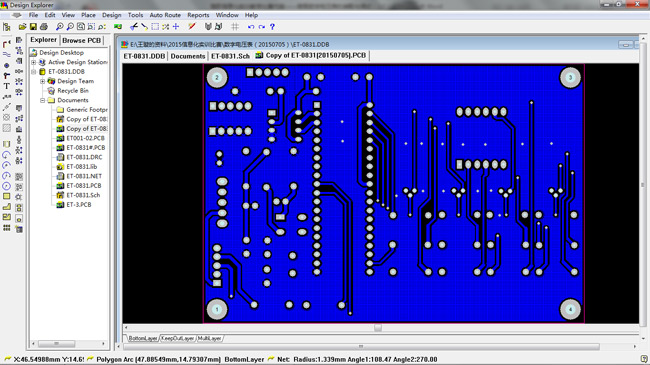 Design Explorer
File Edit View Place Design Tools Auto Route Reports Window Help
Explorer Browse PCB
E:\王璇的资料\2015信息化实训比赛\数字电压表(20150705)\ET-0831.DDB
ET-0831.DDB Documents ET-0831.Sch Copy of ET-0831(20150705).PCB
Design Desktop
Active Design Station
ET-0831.DDB
Design Team
Recycle Bin
Documents
Generic Footpr
Copy of ET-083
Copy of ET-083
ET001-02.PCB
ET-0831#.PCB
ET-0831.DRC
ET-0831.lib
ET-0831.NET
ET-0831.PCB
ET-0831.Sch
ET-3.PCB
2
3
1
4
BottomLayer KeepOutLayer MultiLayer
X:46.54988mm Y:14.6 Polygon Arc (47.88549mm,14.79307mm) BottomLayer Net: Radius:1.339mm Angle1:108.47 Angle2:270.00